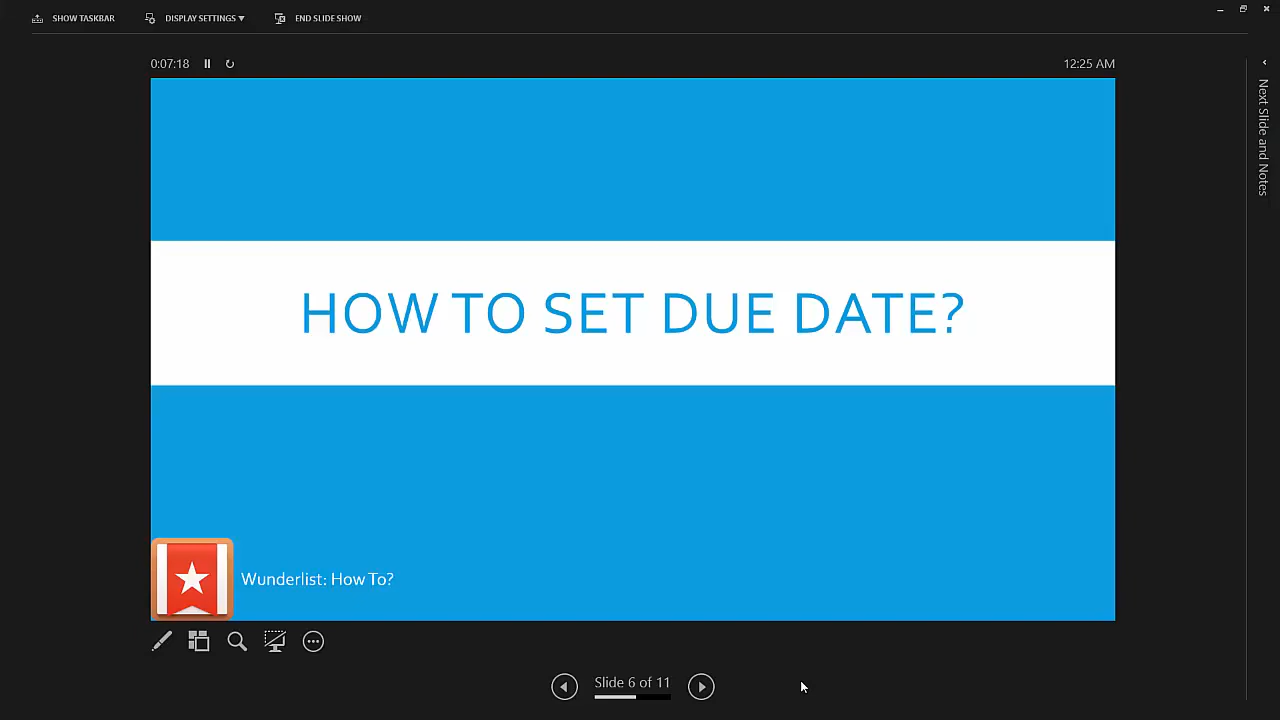 SHOW TASKBAR
DISPLAY SETTINGS
END SLIDE SHOW
0:07:18
12:25 AM
Next Slide and Notes
HOW TO SET DUE DATE?
Wunderlist: How To?
Slide 6 of 11